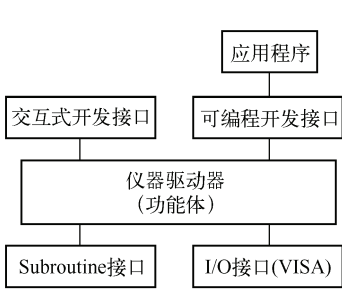 应用程序
交互式开发接口
可编程开发接口
仪器驱动器
(功能体)
Subroutine接口
I/O接口(VISA)